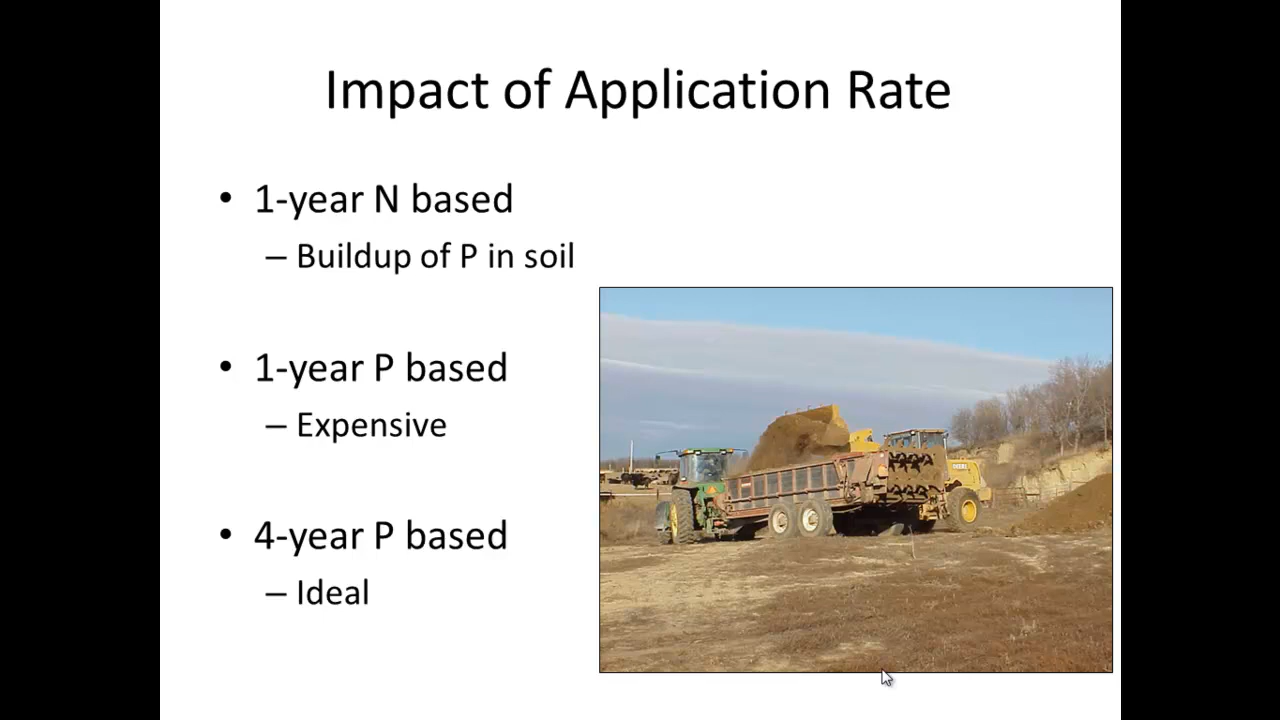 Impact of Application Rate
• 1-year N based
– Buildup of P in soil
• 1-year P based
– Expensive
• 4-year P based
– Ideal